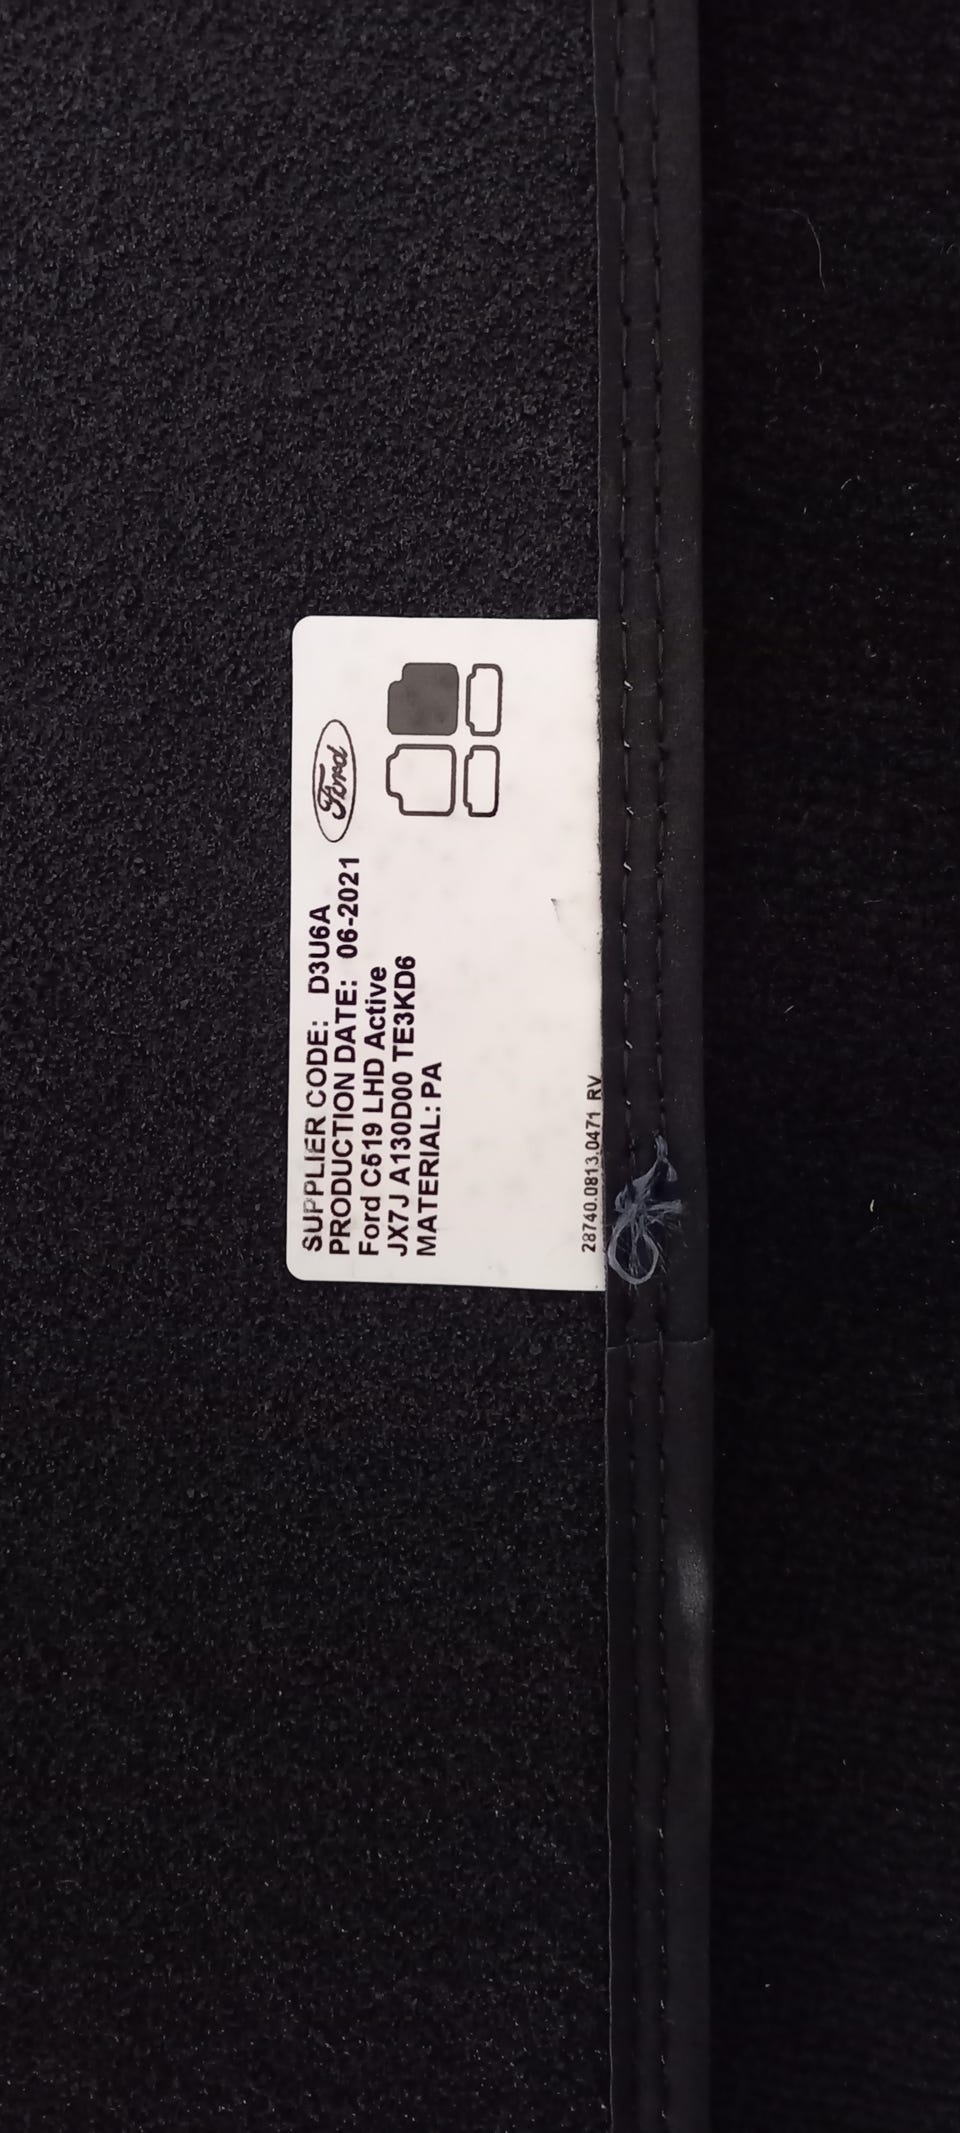 SUPPLIER CODE: D3U6A
PRODUCTION DATE: 06-2021
Ford C519 LHD Active
JX7J A130D00 TE3KD6
MATERIAL: PA
Ford
28740.0813.0471 RV